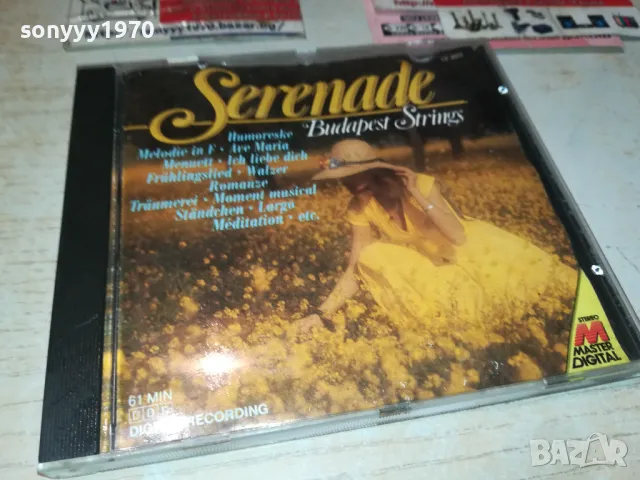 sonyyy1970
Serenade
Budapest Strings
Humoreske
Melodie in F · Ave Maria
Menuett · Ich liebe dich
Frühlingslied · Walzer
Romanze
Träumerei · Moment musical
Ständchen · Largo
Méditation · etc.
STEREO
M
MASTER
DIGITAL
61 MIN
DDD
RECORDING
BAZAR
bg